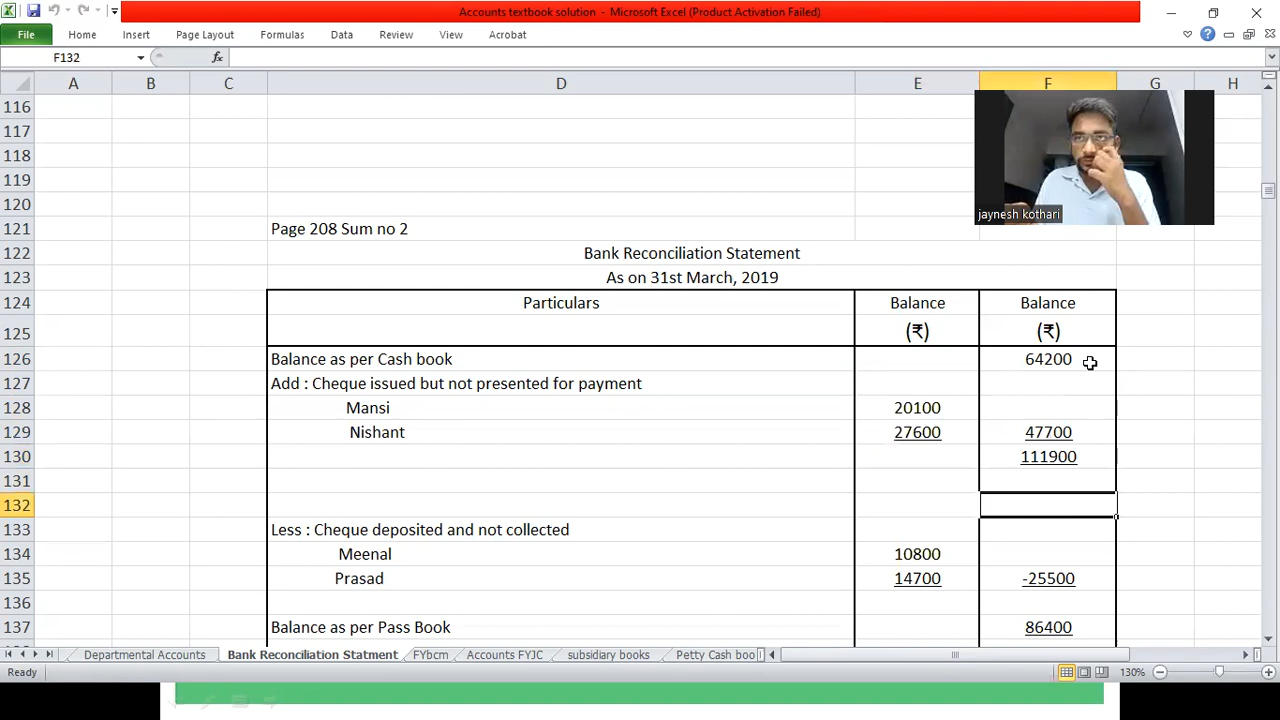 Accounts textbook solution - Microsoft Excel (Product Activation Failed)
File Home Insert Page Layout Formulas Data Review View Acrobat
F132 fx
A B C D E F G H
116
117
118
119
120
jaynesh kothari
121 Page 208 Sum no 2
122 Bank Reconciliation Statement
123 As on 31st March, 2019
124 Particulars Balance Balance
125 (₹) (₹)
126 Balance as per Cash book 64200
127 Add : Cheque issued but not presented for payment
128 Mansi 20100
129 Nishant 27600 47700
130 111900
131
132
133 Less : Cheque deposited and not collected
134 Meenal 10800
135 Prasad 14700 -25500
136
137 Balance as per Pass Book 86400
Departmental Accounts Bank Reconciliation Statment FYbcm Accounts FYJC subsidiary books Petty Cash boo
Ready 130%